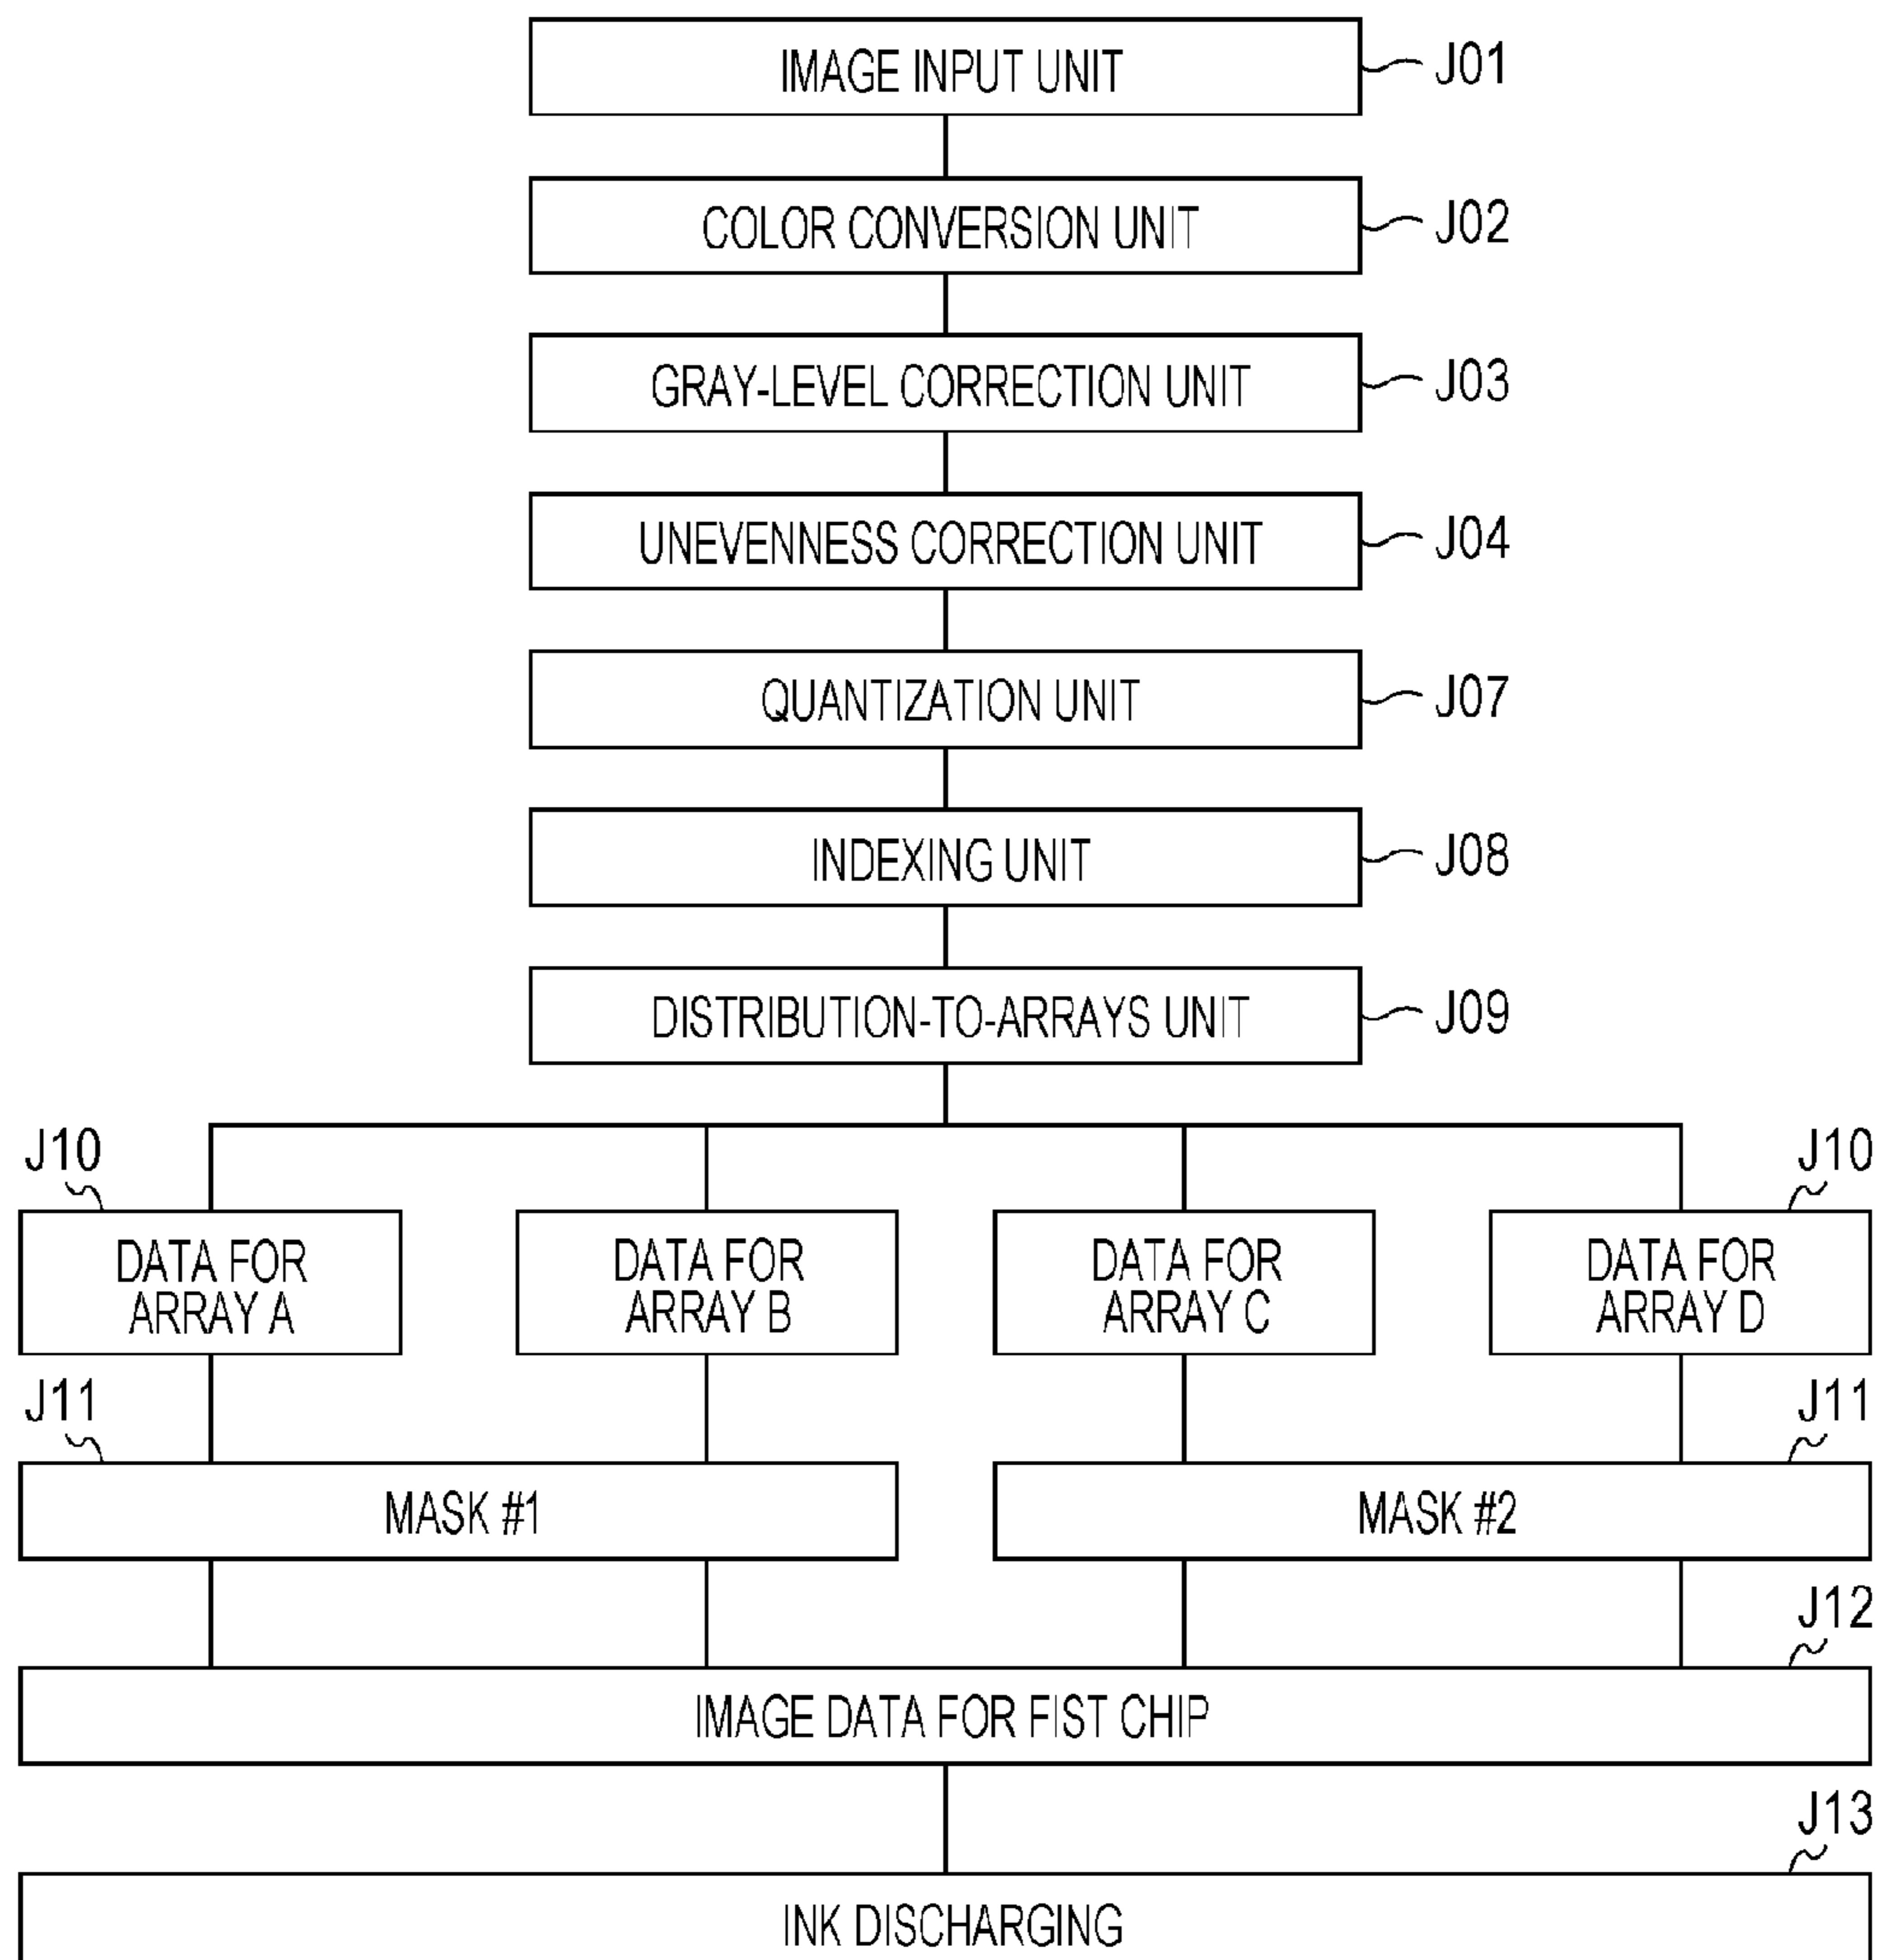 IMAGE INPUT UNIT
J01
COLOR CONVERSION UNIT
J02
GRAY-LEVEL CORRECTION UNIT
J03
UNEVENNESS CORRECTION UNIT
J04
QUANTIZATION UNIT
J07
INDEXING UNIT
J08
DISTRIBUTION-TO-ARRAYS UNIT
J09
J10
J10
DATA FOR
ARRAY A
DATA FOR
ARRAY B
DATA FOR
ARRAY C
DATA FOR
ARRAY D
J11
J11
MASK #1
MASK #2
J12
IMAGE DATA FOR FIST CHIP
J13
INK DISCHARGING